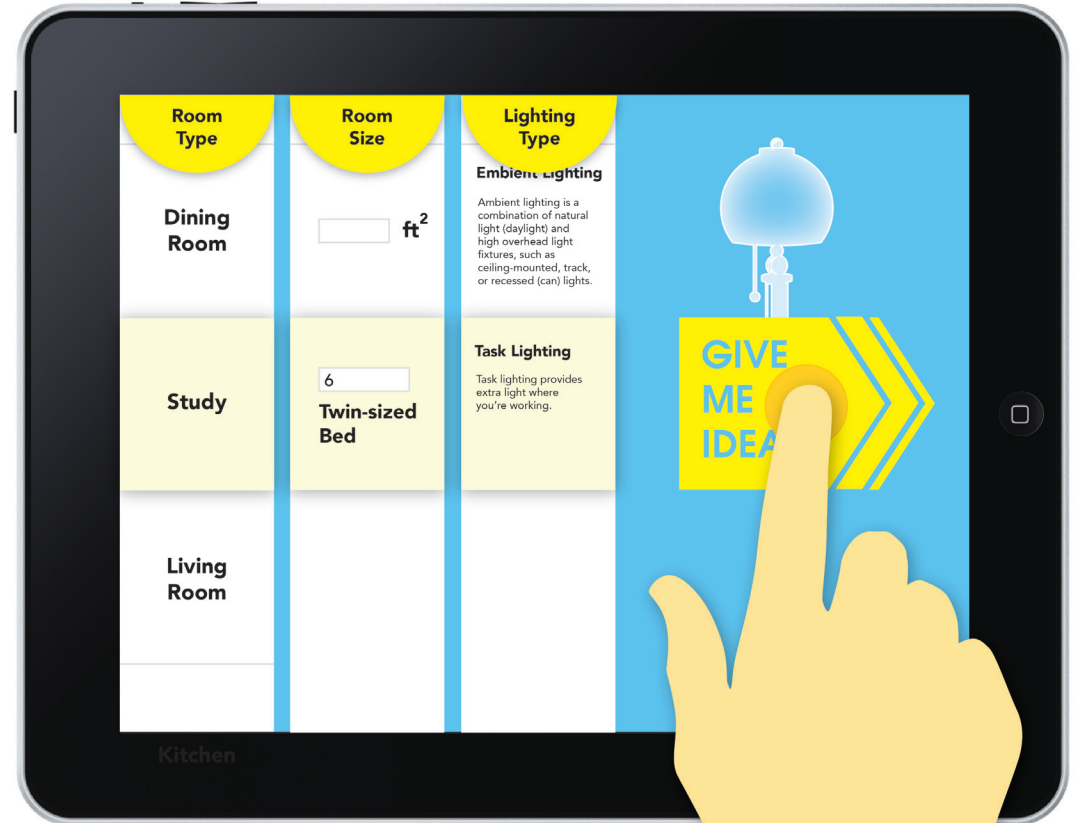 Room
Type
Room
Size
Lighting
Type
Dining
Room
ft²
Embient Lighting
Ambient lighting is a
combination of natural
light (daylight) and
high overhead light
fixtures, such as
ceiling-mounted, track,
or recessed (can) lights.
Study
6
Twin-sized
Bed
Task Lighting
Task lighting provides
extra light where
you're working.
GIVE
ME
IDEA
Living
Room
Kitchen